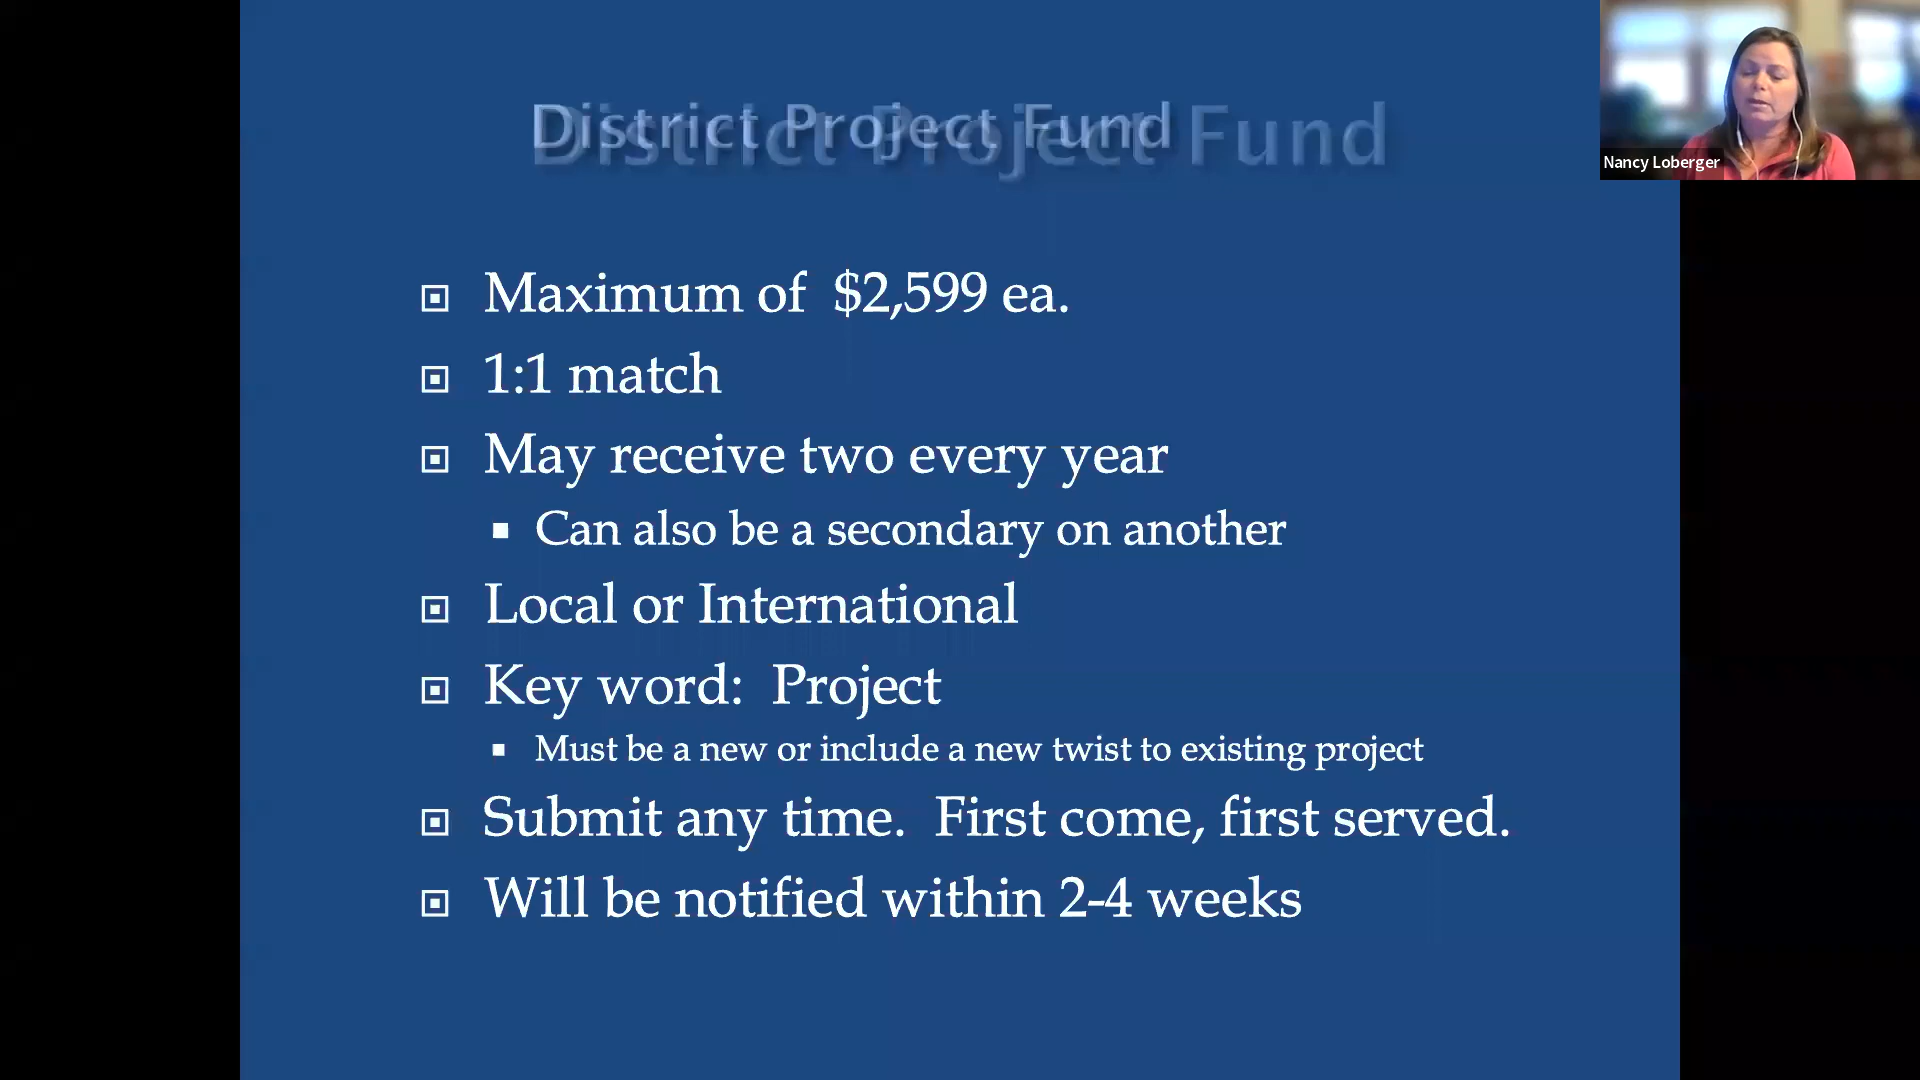 District Project Fund
Nancy Loberger
Maximum of $2,599 ea.
1:1 match
May receive two every year
Can also be a secondary on another
Local or International
Key word: Project
Must be a new or include a new twist to existing project
Submit any time. First come, first served.
Will be notified within 2-4 weeks